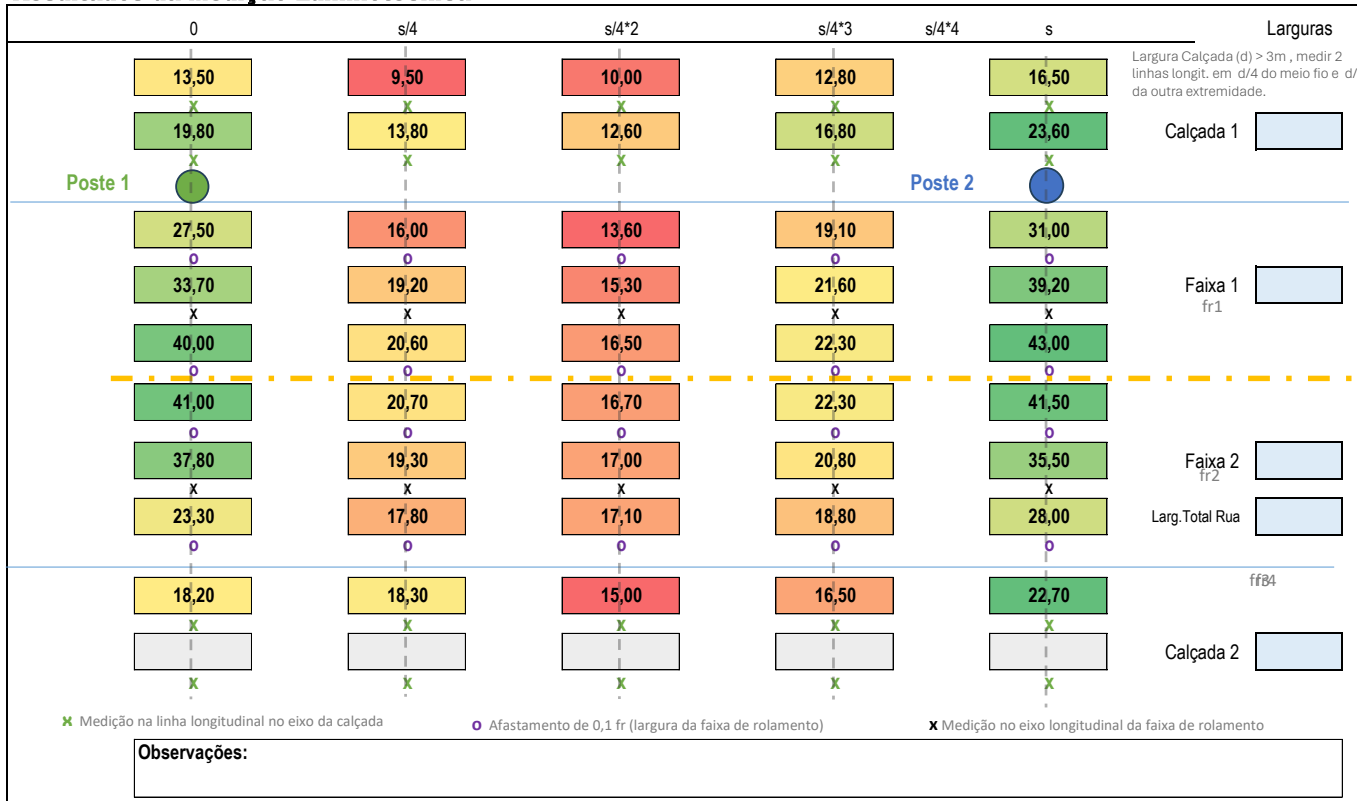 0 s/4 s/4*2 s/4*3 s/4*4 s Larguras
Largura Calçada (d) > 3m , medir 2
linhas longit. em d/4 do meio fio e d/
da outra extremidade.
13,50 9,50 10,00 12,80 16,50
x x x x x
19,80 13,80 12,60 16,80 23,60 Calçada 1
x x x x x
Poste 1 Poste 2
27,50 16,00 13,60 19,10 31,00
o o o o o
33,70 19,20 15,30 21,60 39,20 Faixa 1
fr1
x x x x x
40,00 20,60 16,50 22,30 43,00
o o o o o
41,00 20,70 16,70 22,30 41,50
o o o o o
37,80 19,30 17,00 20,80 35,50 Faixa 2
fr2
x x x x x
23,30 17,80 17,10 18,80 28,00 Larg.Total Rua
o o o o o
18,20 18,30 15,00 16,50 22,70
x x x x x
Calçada 2
x x x x x
x Medição na linha longitudinal no eixo da calçada o Afastamento de 0,1 fr (largura da faixa de rolamento) x Medição no eixo longitudinal da faixa de rolamento
Observações: